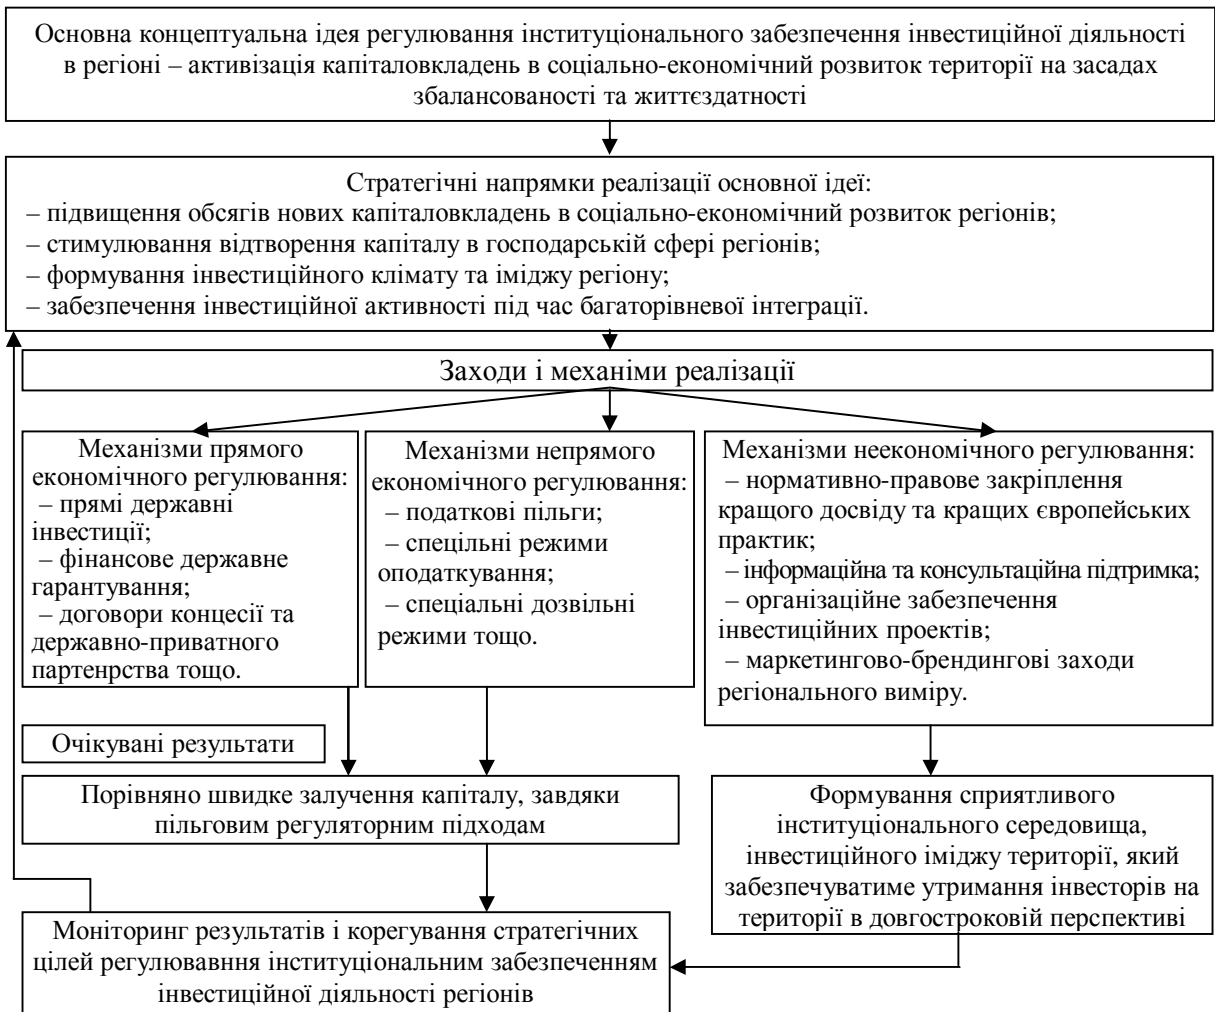 Основна концептуальна ідея регулювання інституціонального забезпечення інвестиційної діяльності
в регіоні – активізація капіталовкладень в соціально-економічний розвиток території на засадах
збалансованості та життєздатності
Стратегічні напрямки реалізації основної ідеї:
– підвищення обсягів нових капіталовкладень в соціально-економічний розвиток регіонів;
– стимулювання відтворення капіталу в господарській сфері регіонів;
– формування інвестиційного клімату та іміджу регіону;
– забезпечення інвестиційної активності під час багаторівневої інтеграції.
Заходи і механіми реалізації
Механізми прямого
економічного регулювання:
– прямі державні
інвестиції;
– фінансове державне
гарантування;
– договори концесії та
державно-приватного
партенрства тощо.
Механізми непрямого
економічного регулювання:
– податкові пільги;
– спецільні режими
оподаткування;
– спеціальні дозвільні
режими тощо.
Механізми неекономічного регулювання:
– нормативно-правове закріплення
кращого досвіду та кращих європейських
практик;
– інформаційна та консультаційна підтримка;
– організаційне забезпечення
інвестиційних проектів;
– маркетингово-брендингові заходи
регіонального виміру.
Очікувані результати
Порівняно швидке залучення капіталу, завдяки
пільговим регуляторним підходам
Формування сприятливого
інституціонального середовища,
інвестиційного іміджу території, який
забезпечуватиме утримання інвесторів на
території в довгостроковій перспективі
Моніторинг результатів і корегування стратегічних
цілей регулюваввня інституціональним забезпеченням
інвестиційної діяльності регіонів